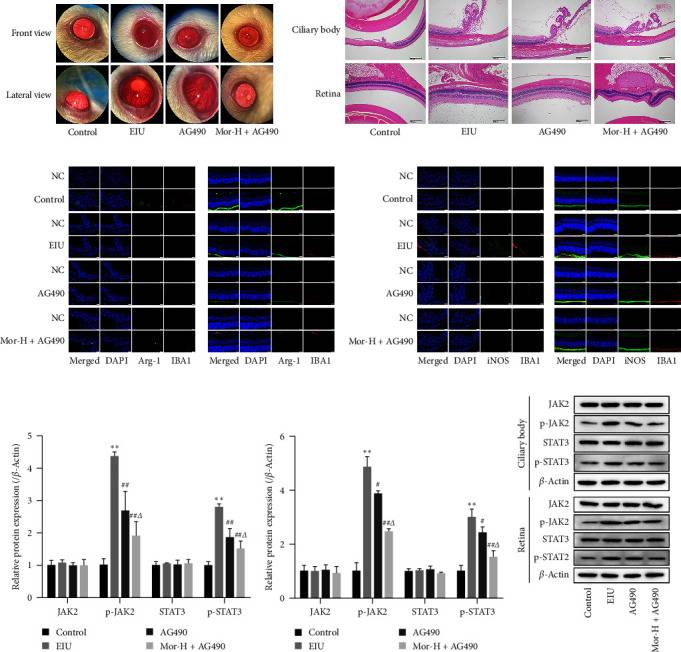 Front view
Lateral view
Control EIU AG490 Mor-H + AG490
Ciliary body
Retina
Control EIU AG490 Mor-H + AG490
NC
Control
NC
EIU
NC
AG490
NC
Mor-H + AG490
Merged DAPI Arg-1 IBA1 Merged DAPI Arg-1 IBA1
NC
Control
NC
EIU
NC
AG490
NC
Mor-H + AG490
Merged DAPI iNOS IBA1 Merged DAPI iNOS IBA1
Relative protein expression (/β-Actin)
5
4
3
2
1
0
**
##
##Δ
**
##
##Δ
JAK2 p-JAK2 STAT3 p-STAT3
Control AG490
EIU Mor-H + AG490
Relative protein expression (/β-Actin)
6
4
2
0
**
#
##Δ
**
#
##Δ
JAK2 p-JAK2 STAT3 p-STAT3
Control AG490
EIU Mor-H + AG490
Ciliary body
JAK2
p-JAK2
STAT3
p-STAT3
β-Actin
Retina
JAK2
p-JAK2
STAT3
p-STAT2
β-Actin
Control
EIU
AG490
Mor-H + AG490